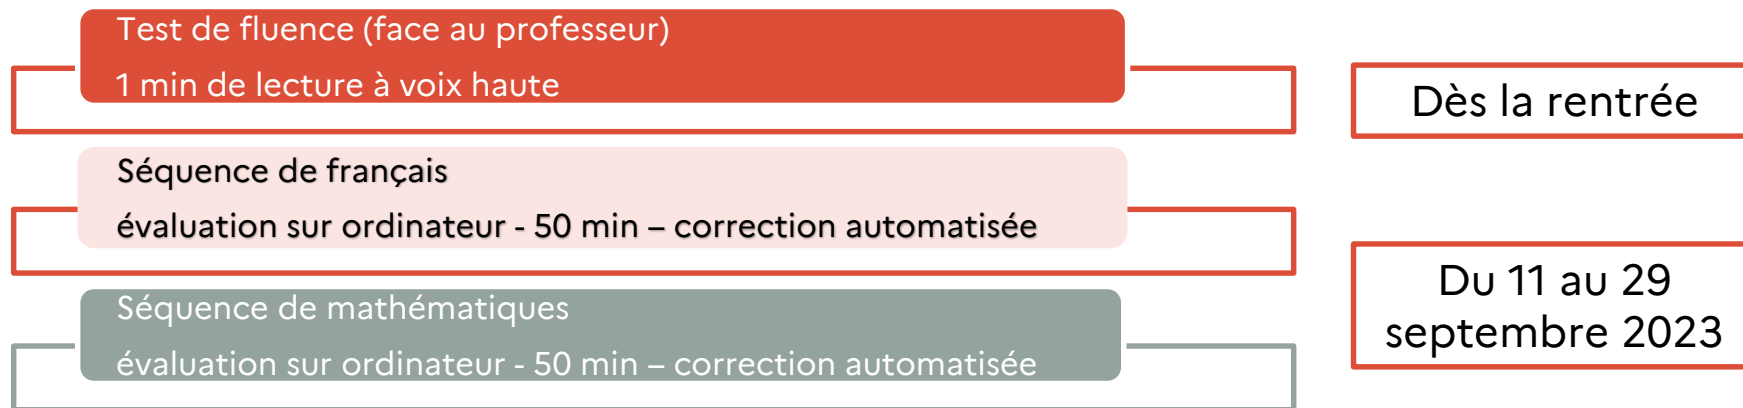 Test de fluence (face au professeur)
1 min de lecture à voix haute
Dès la rentrée
Séquence de français
évaluation sur ordinateur - 50 min – correction automatisée
Séquence de mathématiques
évaluation sur ordinateur - 50 min – correction automatisée
Du 11 au 29
septembre 2023